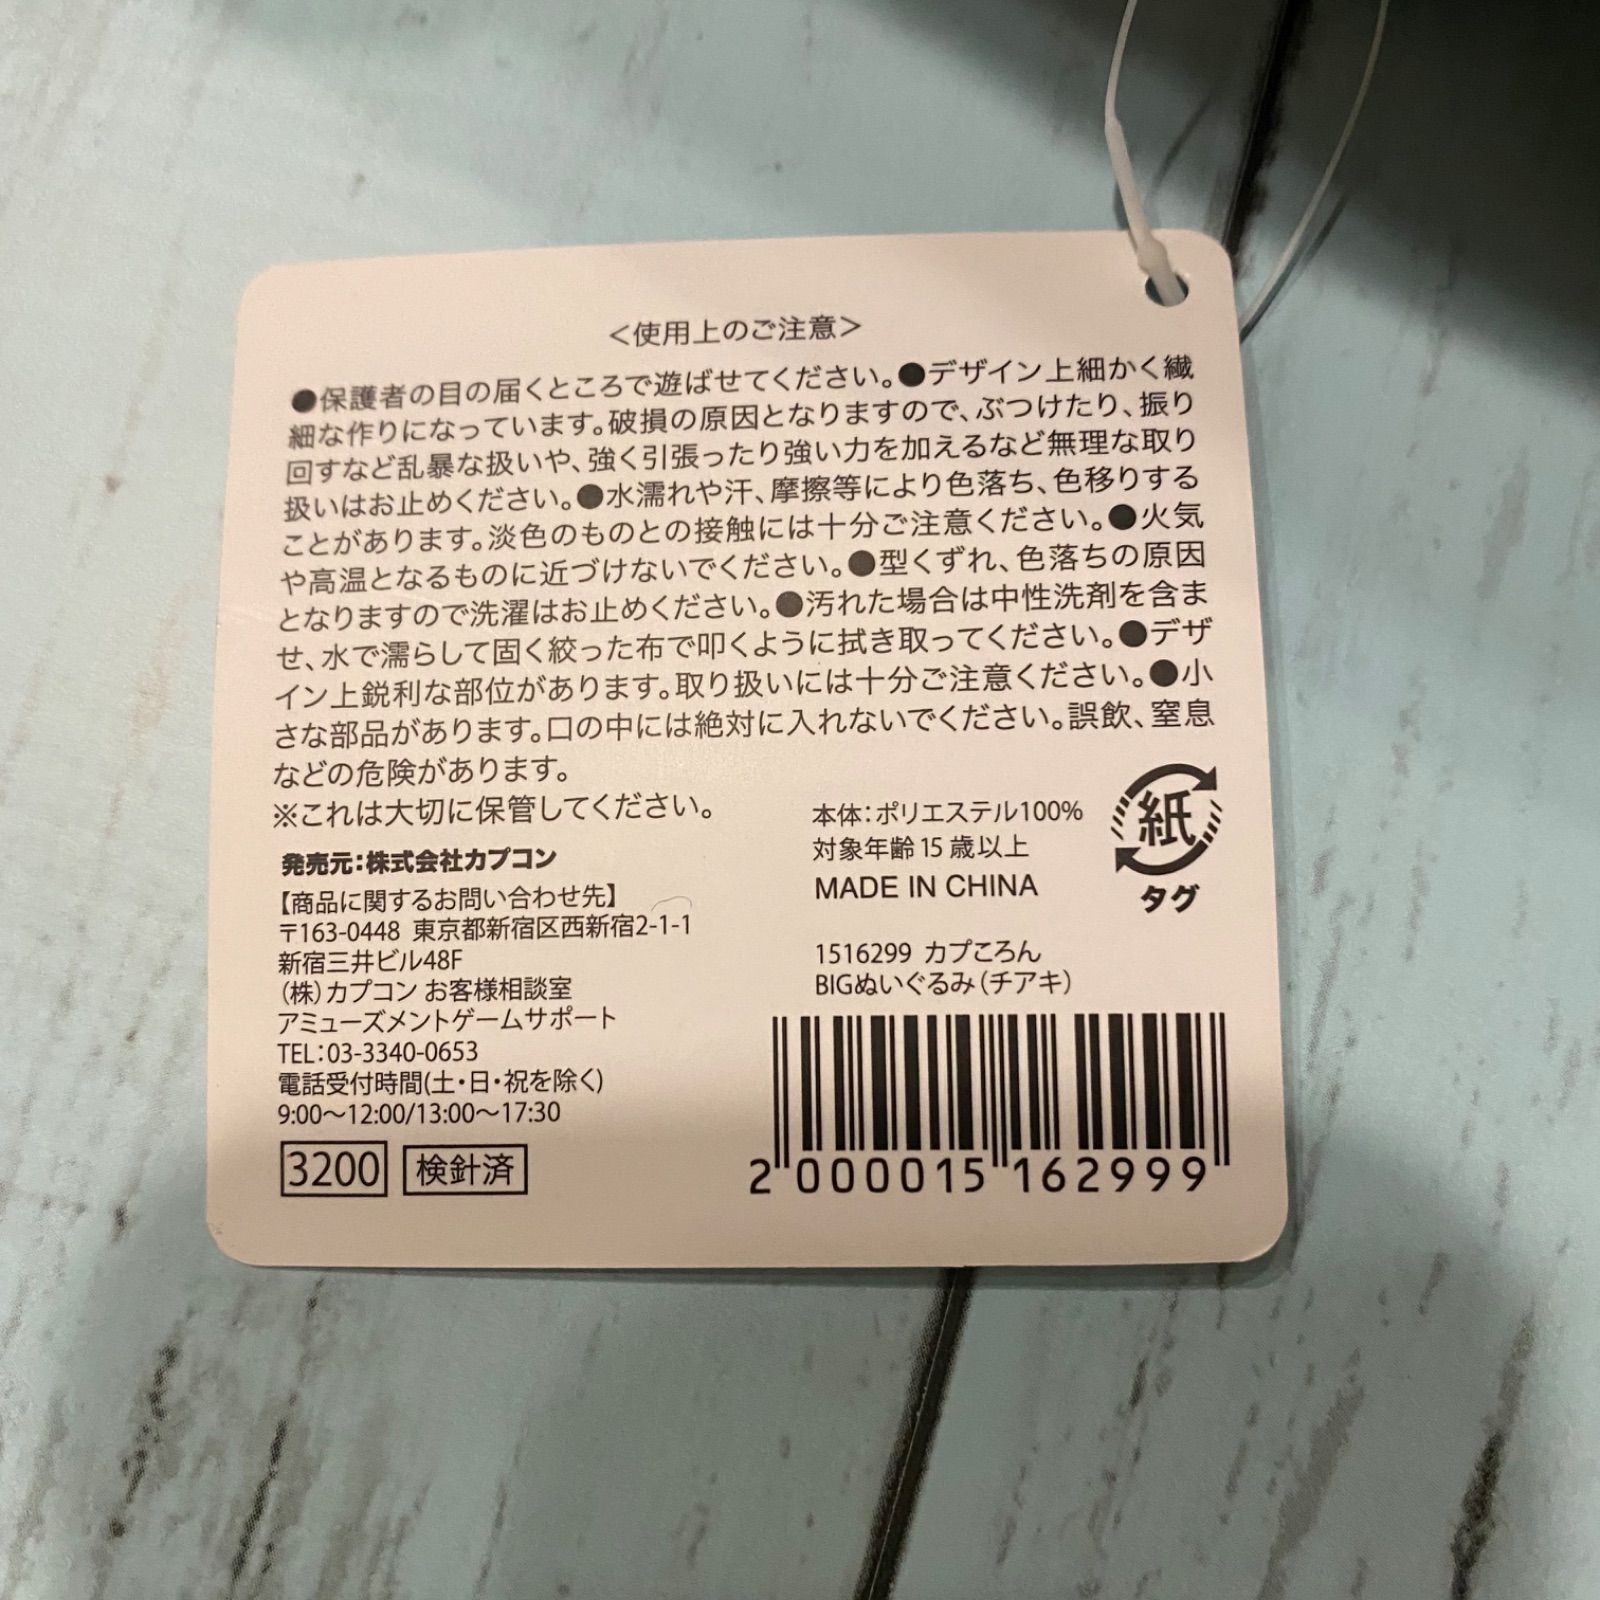 ＜使用上のご注意＞
●保護者の目の届くところで遊ばせてください。●デザイン上細かく繊
細な作りになっています。破損の原因となりますので、ぶつけたり、振り
回すなど乱暴な扱いや、強く引張ったり強い力を加えるなど無理な取り
扱いはお止めください。●水濡れや汗、摩擦等により色落ち、色移りする
ことがあります。淡色のものとの接触には十分ご注意ください。●火気
や高温となるものに近づけないでください。●型くずれ、色落ちの原因
となりますので洗濯はお止めください。●汚れた場合は中性洗剤を含ま
せ、水で濡らして固く絞った布で叩くように拭き取ってください。●デザ
イン上鋭利な部位があります。取り扱いには十分ご注意ください。●小
さな部品があります。口の中には絶対に入れないでください。誤飲、窒息
などの危険があります。
※これは大切に保管してください。
発売元：株式会社カプコン
【商品に関するお問い合わせ先】
〒163-0448 東京都新宿区西新宿2-1-1
新宿三井ビル48F
（株）カプコン お客様相談室
アミューズメントゲームサポート
TEL：03-3340-0653
電話受付時間(土・日・祝を除く)
9:00～12:00/13:00～17:30
3200 検針済
本体：ポリエステル100%
対象年齢 15 歳以上
MADE IN CHINA
紙
タグ
1516299 カプころん
BIGぬいぐるみ（チアキ）
2 000015 162999